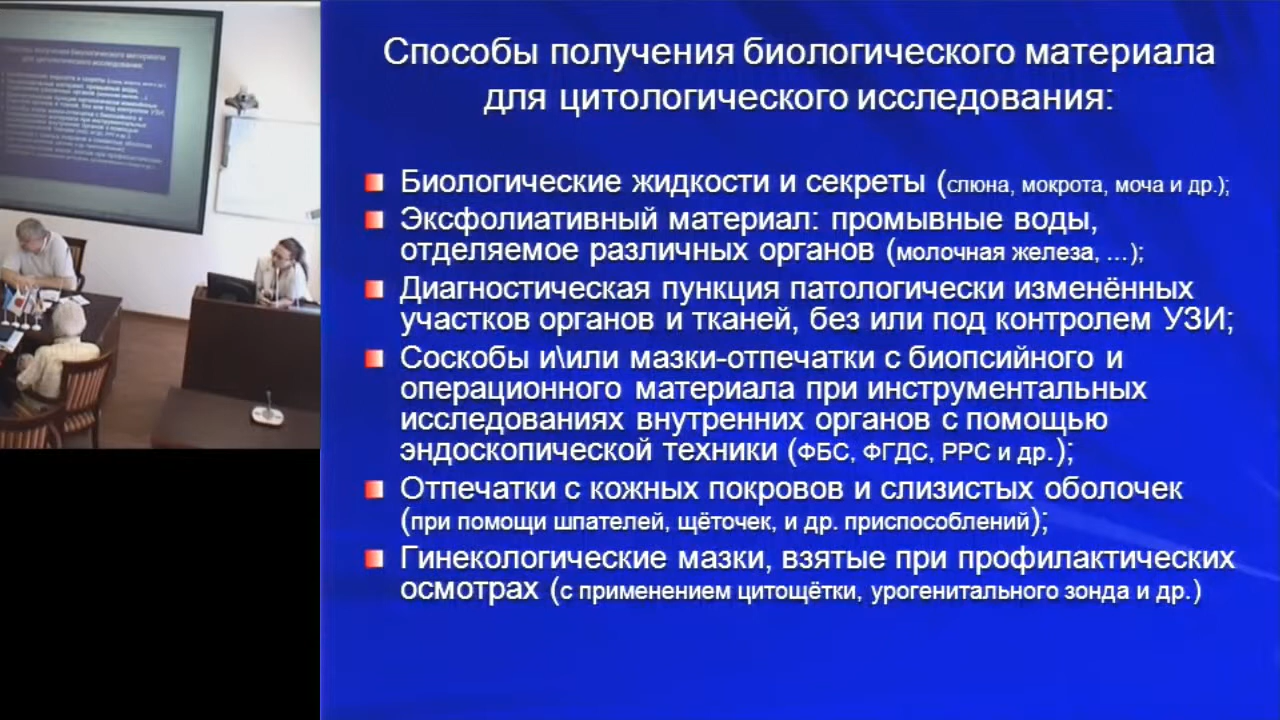 Способы получения биологического материала
для цитологического исследования:
Биологические жидкости и секреты (слюна, мокрота, моча и др.);
Эксфолиативный материал: промывные воды,
отделяемое различных органов (молочная железа, ...);
Диагностическая пункция патологически изменённых
участков органов и тканей, без или под контролем УЗИ;
Соскобы и\или мазки-отпечатки с биопсийного и
операционного материала при инструментальных
исследованиях внутренних органов с помощью
эндоскопической техники (ФБС, ФГДС, РРС и др.);
Отпечатки с кожных покровов и слизистых оболочек
(при помощи шпателей, щёточек, и др. приспособлений);
Гинекологические мазки, взятые при профилактических
осмотрах (с применением цитощётки, урогенитального зонда и др.)